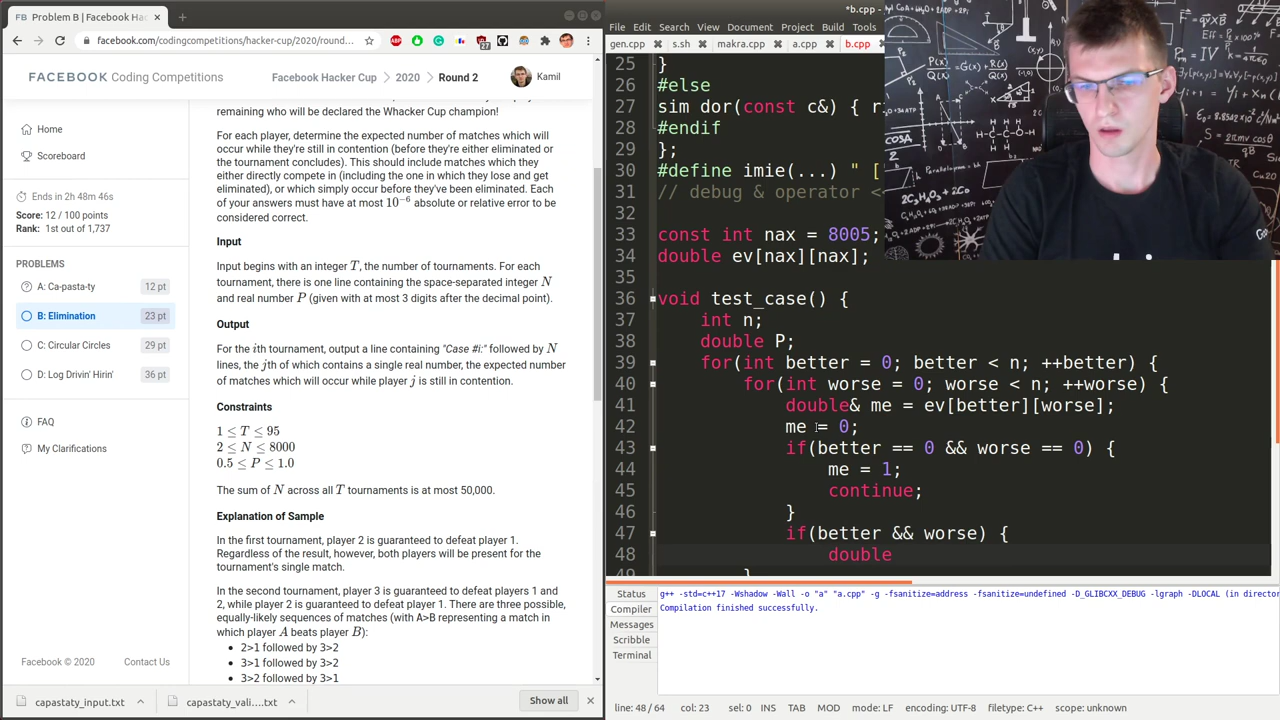 Problem B | Facebook Hac
facebook.com/codingcompetitions/hacker-cup/2020/round...
27
FACEBOOK Coding Competitions
Facebook Hacker Cup
2020
Round 2
Kamil
Home
Scoreboard
Ends in 2h 48m 46s
Score: 12 / 100 points
Rank: 1st out of 1,737
PROBLEMS
A: Ca-pasta-ty 12 pt
B: Elimination 23 pt
C: Circular Circles 29 pt
D: Log Drivin' Hirin' 36 pt
FAQ
My Clarifications
Facebook © 2020 Contact Us
remaining who will be declared the Whacker Cup champion!
For each player, determine the expected number of matches which will
occur while they're still in contention (before they're either eliminated or
the tournament concludes). This should include matches which they
either directly compete in (including the one in which they lose and get
eliminated), or which simply occur before they've been eliminated. Each
of your answers must have at most 10⁻⁶ absolute or relative error to be
considered correct.
Input
Input begins with an integer T, the number of tournaments. For each
tournament, there is one line containing the space-separated integer N
and real number P (given with at most 3 digits after the decimal point).
Output
For the ith tournament, output a line containing "Case #i:" followed by N
lines, the jth of which contains a single real number, the expected number
of matches which will occur while player j is still in contention.
Constraints
1 ≤ T ≤ 95
2 ≤ N ≤ 8000
0.5 ≤ P ≤ 1.0
The sum of N across all T tournaments is at most 50,000.
Explanation of Sample
In the first tournament, player 2 is guaranteed to defeat player 1.
Regardless of the result, however, both players will be present for the
tournament's single match.
In the second tournament, player 3 is guaranteed to defeat players 1 and
2, while player 2 is guaranteed to defeat player 1. There are three possible,
equally-likely sequences of matches (with A>B representing a match in
which player A beats player B):
2>1 followed by 3>2
3>1 followed by 3>2
3>2 followed by 3>1
capastaty_input.txt
capastaty_vali....txt
Show all
*b.cpp -
File Edit Search View Document Project Build
gen.cpp s.sh makra.cpp a.cpp b.cpp
25 }
26 #else
27 sim dor(const c&) { r
28 #endif
29 };
30 #define imie(...) " [
31 // debug & operator <
32
33 const int nax = 8005;
34 double ev[nax][nax];
35
36 void test_case() {
37 int n;
38 double P;
39 for(int better = 0; better < n; ++better) {
40 for(int worse = 0; worse < n; ++worse) {
41 double& me = ev[better][worse];
42 me = 0;
43 if(better == 0 && worse == 0) {
44 me = 1;
45 continue;
46 }
47 if(better && worse) {
48 double
49 }
Status
Compiler
Messages
Scribble
Terminal
g++ -std=c++17 -Wshadow -Wall -o "a" "a.cpp" -g -fsanitize=address -fsanitize=undefined -D_GLIBCXX_DEBUG -lgraph -DLOCAL (in director
Compilation finished successfully.
line: 48 / 64 col: 23 sel: 0 INS TAB MOD mode: LF encoding: UTF-8 filetype: C++ scope: unknown